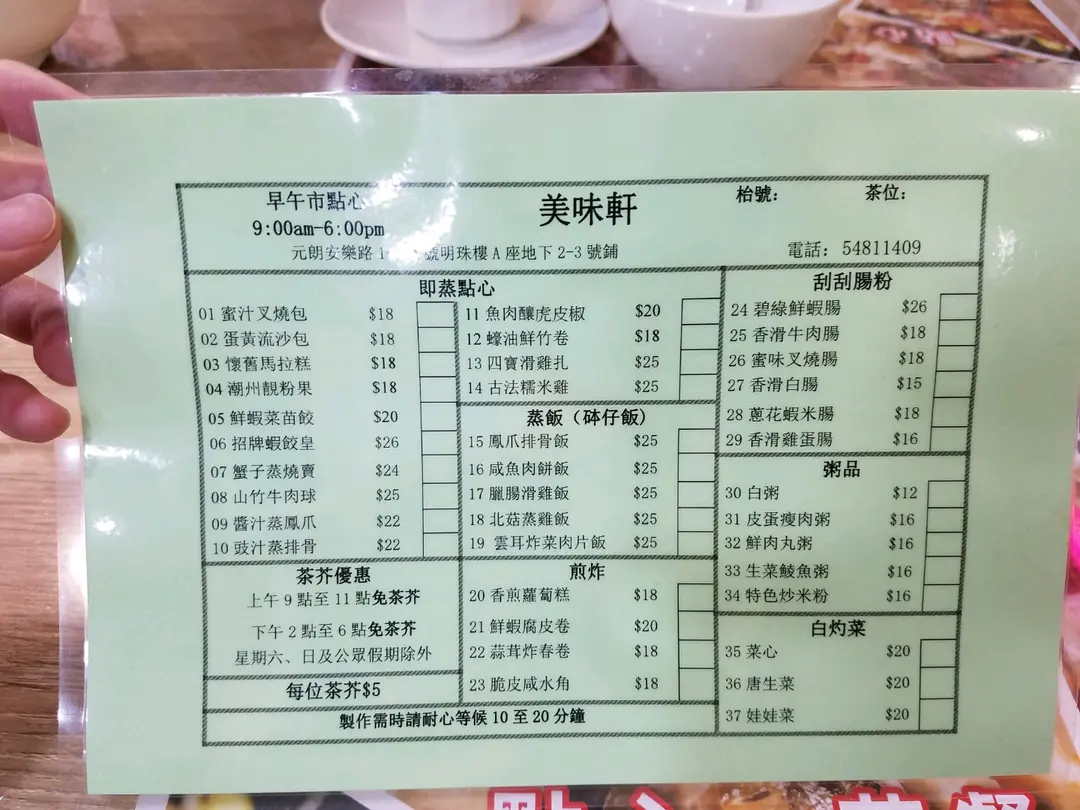 早午市點心
9:00am-6:00pm
美味軒
枱號：
茶位：
元朗安樂路1 號明珠樓A座地下2-3號鋪
電話：54811409
即蒸點心
01 蜜汁叉燒包 $18
02 蛋黃流沙包 $18
03 懷舊馬拉糕 $18
04 潮州靚粉果 $18
05 鮮蝦菜苗餃 $20
06 招牌蝦餃皇 $26
07 蟹子蒸燒賣 $24
08 山竹牛肉球 $25
09 醬汁蒸鳳爪 $22
10 豉汁蒸排骨 $22
11 魚肉釀虎皮椒 $20
12 蠔油鮮竹卷 $18
13 四寶滑雞扎 $25
14 古法糯米雞 $25
蒸飯（砵仔飯）
15 鳳爪排骨飯 $25
16 咸魚肉餅飯 $25
17 臘腸滑雞飯 $25
18 北菇蒸雞飯 $25
19 雲耳炸菜肉片飯 $25
煎炸
20 香煎蘿蔔糕 $18
21 鮮蝦腐皮卷 $20
22 蒜茸炸春卷 $18
23 脆皮咸水角 $18
刮刮腸粉
24 碧綠鮮蝦腸 $26
25 香滑牛肉腸 $18
26 蜜味叉燒腸 $18
27 香滑白腸 $15
28 蔥花蝦米腸 $18
29 香滑雞蛋腸 $16
粥品
30 白粥 $12
31 皮蛋瘦肉粥 $16
32 鮮肉丸粥 $16
33 生菜鯪魚粥 $16
34 特色炒米粉 $16
白灼菜
35 菜心 $20
36 唐生菜 $20
37 娃娃菜 $20
茶芥優惠
上午9點至11點免茶芥
下午2點至6點免茶芥
星期六、日及公眾假期除外
每位茶芥$5
製作需時請耐心等候10至20分鐘